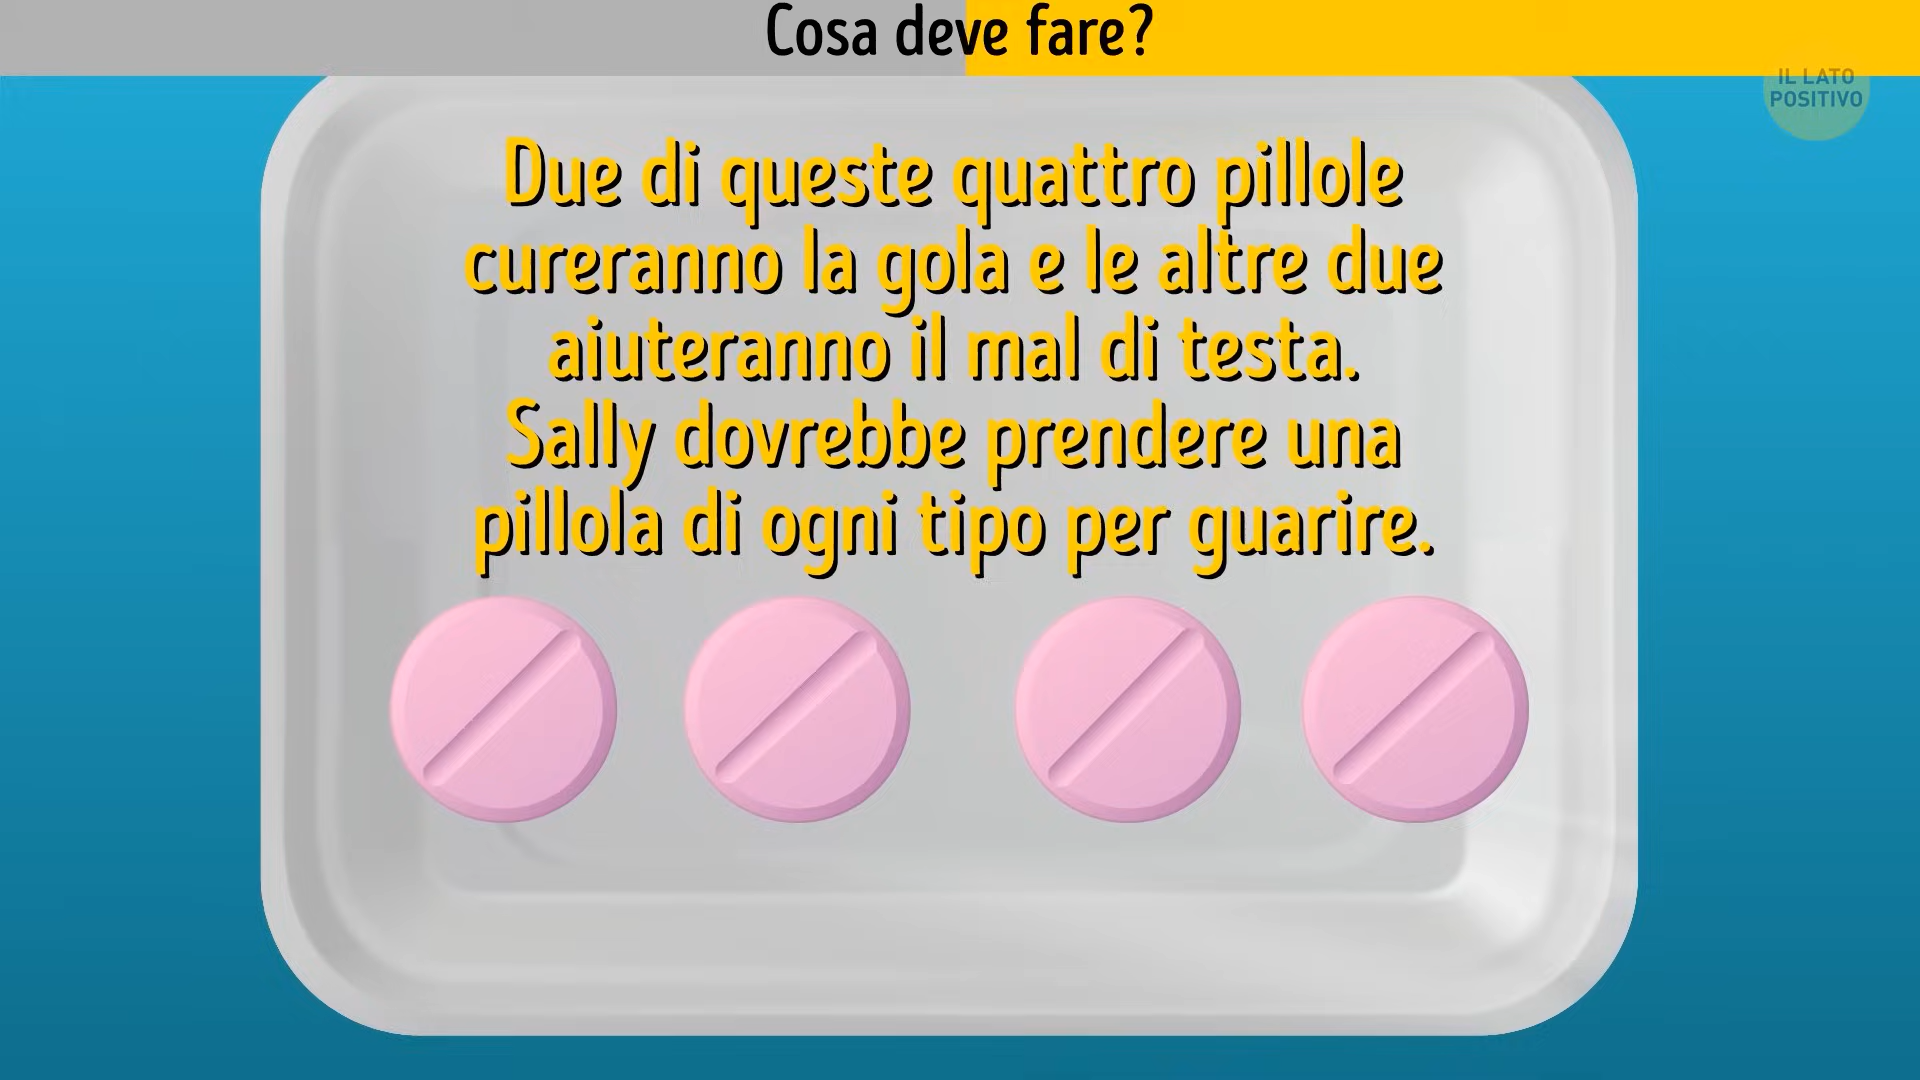 Cosa deve fare?
IL LATO
POSITIVO
Due di queste quattro pillole
cureranno la gola e le altre due
aiuteranno il mal di testa.
Sally dovrebbe prendere una
pillola di ogni tipo per guarire.